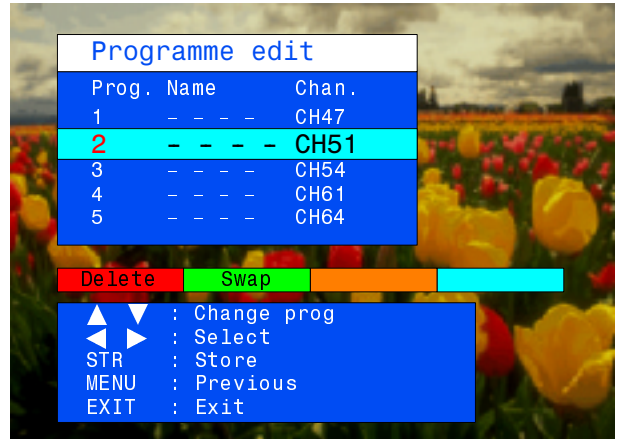 Programme edit
Prog. Name Chan.
1 – – – – CH47
2 – – – – CH51
3 – – – – CH54
4 – – – – CH61
5 – – – – CH64
Delete Swap
▲ ▼ : Change prog
◀ ▶ : Select
STR : Store
MENU : Previous
EXIT : Exit